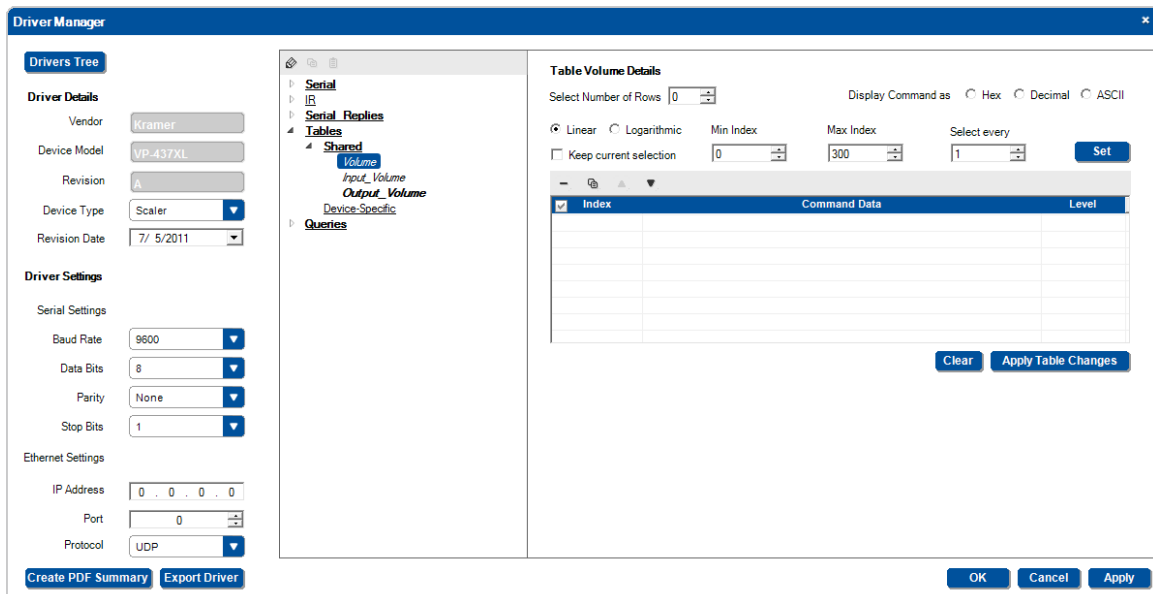 Driver Manager
Drivers Tree
Driver Details
Vendor Kramer
Device Model VP-437XL
Revision A
Device Type Scaler
Revision Date 7/ 5/2011
Driver Settings
Serial Settings
Baud Rate 9600
Data Bits 8
Parity None
Stop Bits 1
Ethernet Settings
IP Address 0 . 0 . 0 . 0
Port 0
Protocol UDP
Create PDF Summary Export Driver
Serial
IR
Serial_Replies
Tables
Shared
Volume
Input_Volume
Output_Volume
Device-Specific
Queries
Table Volume Details
Select Number of Rows 0 Display Command as Hex Decimal ASCII
Linear Logarithmic Min Index Max Index Select every
Keep current selection 0 300 1 Set
Index Command Data Level
Clear Apply Table Changes
OK Cancel Apply